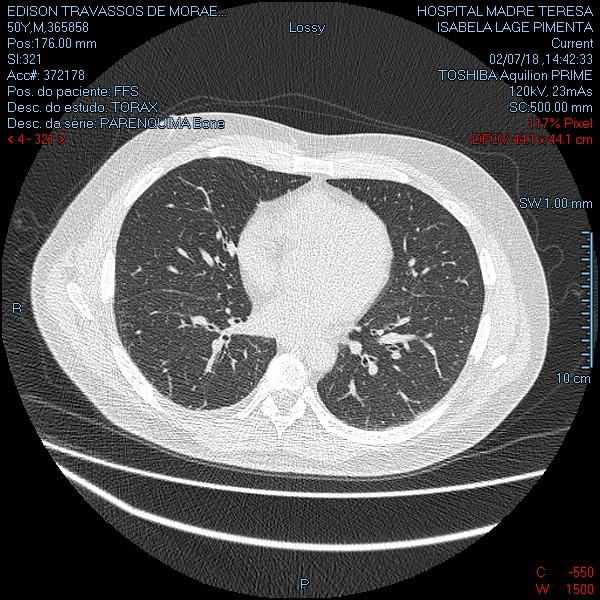 EDISON TRAVASSOS DE MORAE...
50Y,M,365858
Pos:176.00 mm
SI:321
Acc#: 372178
Pos. do paciente: FFS
Desc. do estudo: TORAX
Desc. da série: PARENQUIMA Bone
< 4 - 321 >
Lossy
HOSPITAL MADRE TERESA
ISABELA LAGE PIMENTA
Current
02/07/18 ,14:42:33
TOSHIBA Aquilion PRIME
120kV, 23mAs
SC:500.00 mm
117% Pixel
DFOV 44.1 x 44.1 cm
SW1.00 mm
R
10 cm
P
C -550
W 1500